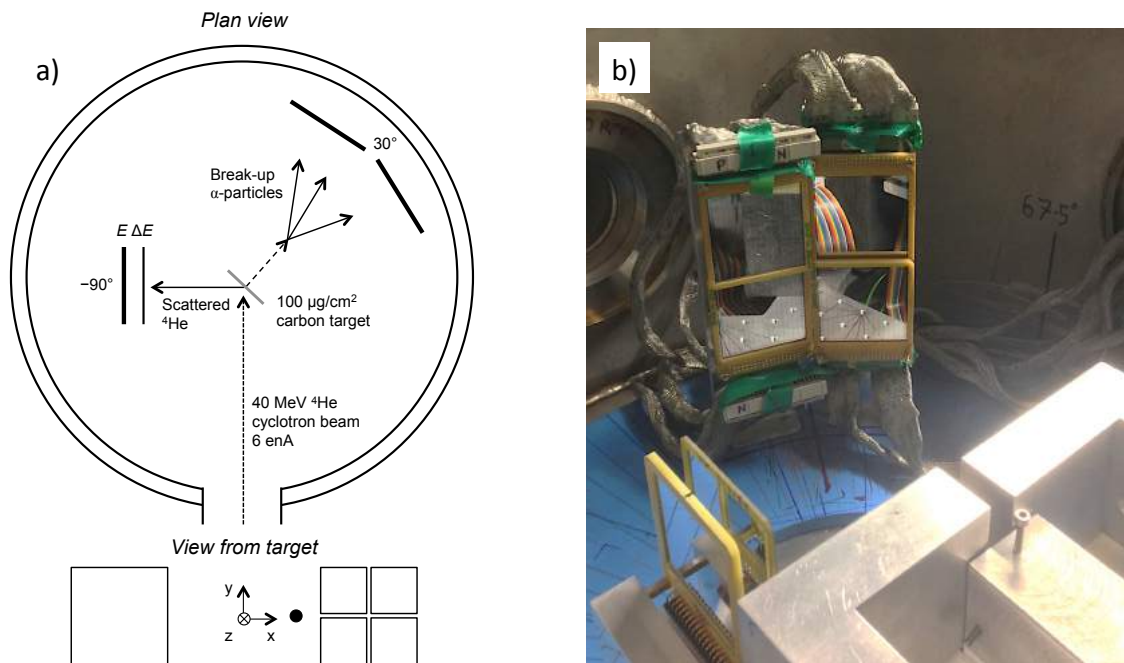 Plan view
a)
30°
Break-up
α-particles
E ΔE
−90°
Scattered
⁴He
100 µg/cm²
carbon target
40 MeV ⁴He
cyclotron beam
6 enA
View from target
y
z
x
b)
P
N
67.5°
N